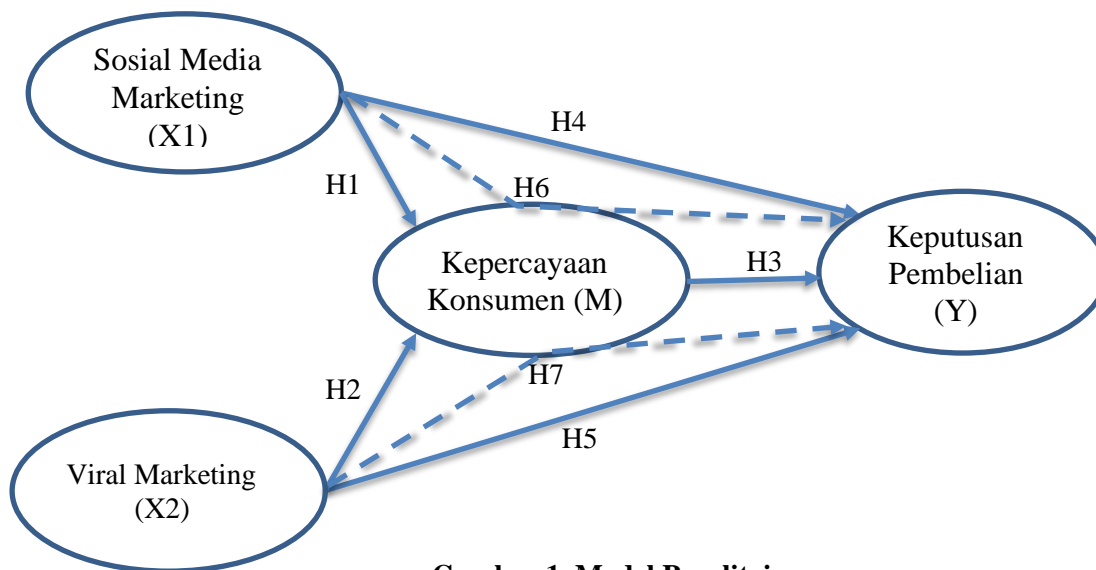 Sosial Media
Marketing
(X1)
H4
H1
H6
Kepercayaan
Konsumen (M)
H3
Keputusan
Pembelian
(Y)
H2
H7
H5
Viral Marketing
(X2)